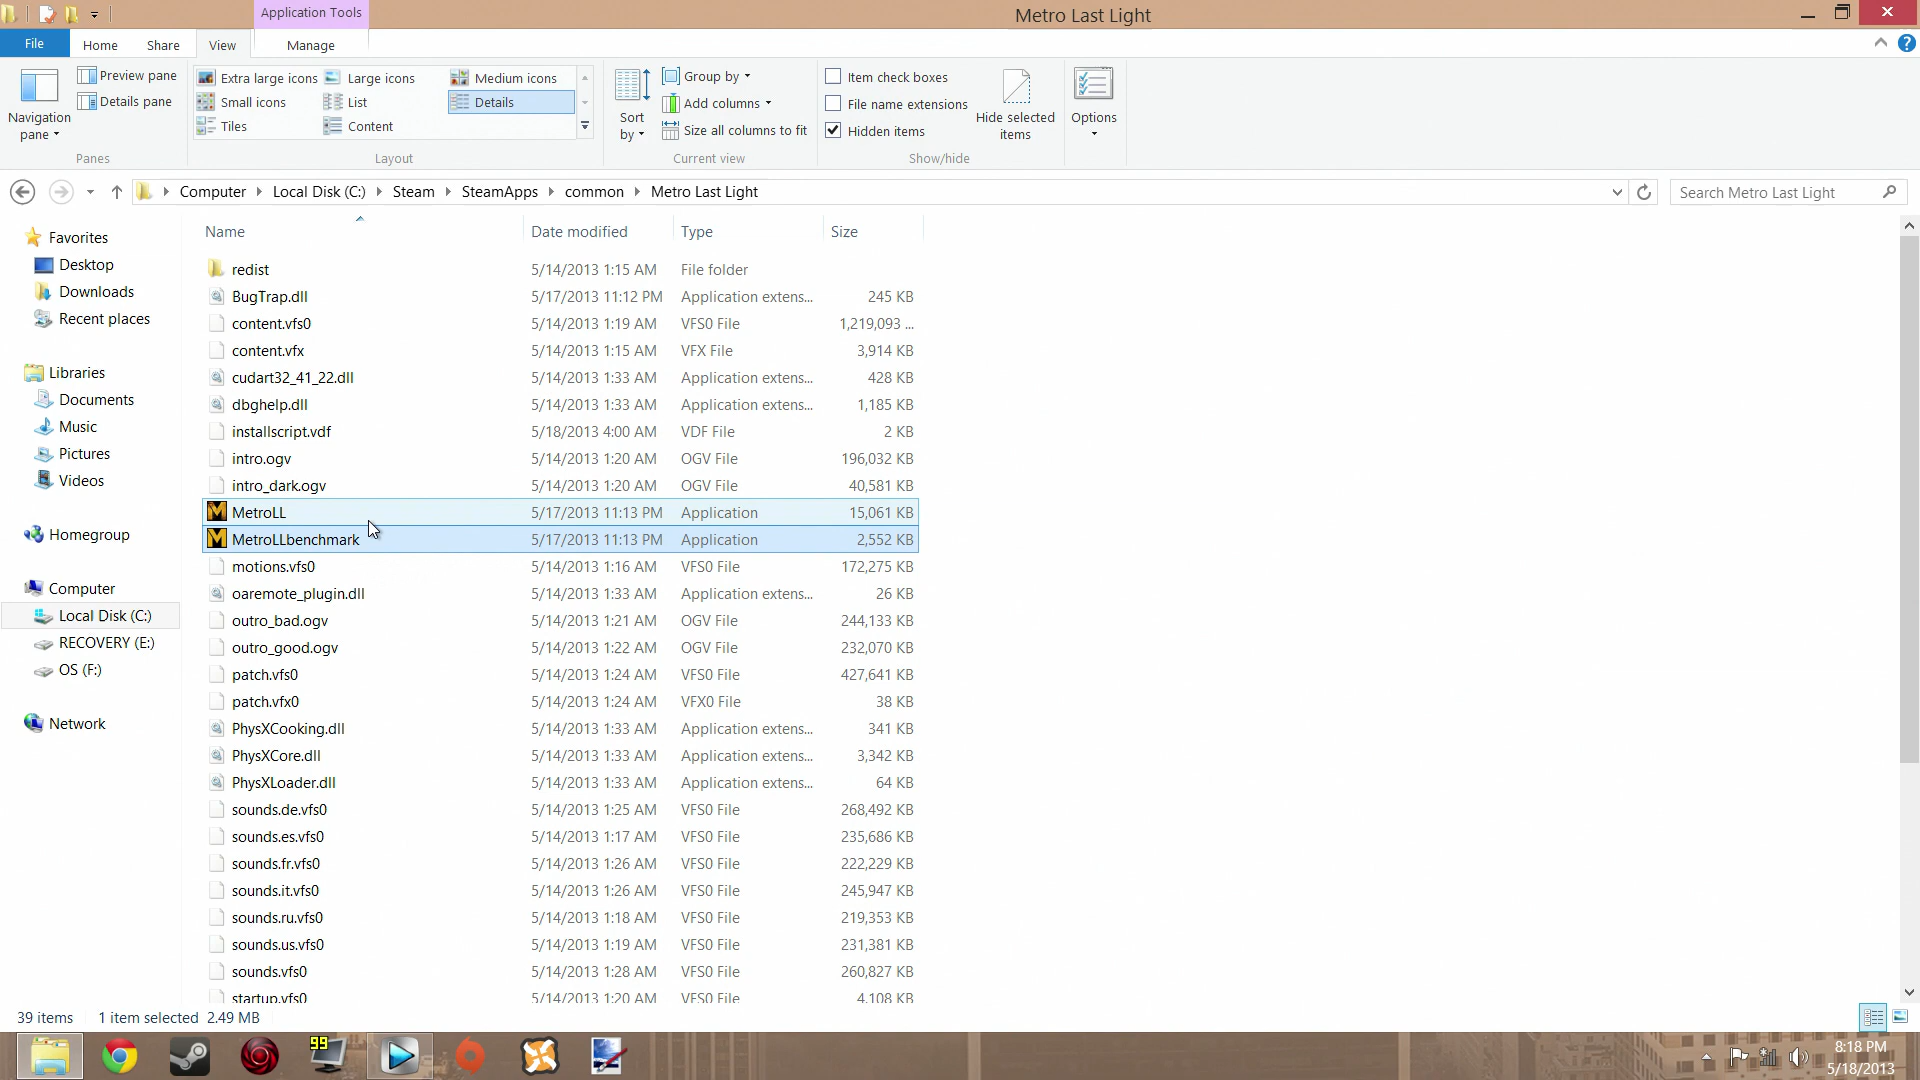 Application Tools
Metro Last Light
File
Home
Share
View
Manage
Navigation pane
Preview pane
Details pane
Panes
Extra large icons
Large icons
Medium icons
Small icons
List
Details
Tiles
Content
Layout
Sort by
Group by
Add columns
Size all columns to fit
Current view
Item check boxes
File name extensions
Hidden items
Hide selected items
Show/hide
Options
Computer
Local Disk (C:)
Steam
SteamApps
common
Metro Last Light
Search Metro Last Light
Favorites
Desktop
Downloads
Recent places
Libraries
Documents
Music
Pictures
Videos
Homegroup
Computer
Local Disk (C:)
RECOVERY (E:)
OS (F:)
Network
Name Date modified Type Size
redist 5/14/2013 1:15 AM File folder
BugTrap.dll 5/17/2013 11:12 PM Application extens... 245 KB
content.vfs0 5/14/2013 1:19 AM VFS0 File 1,219,093 ...
content.vfx 5/14/2013 1:15 AM VFX File 3,914 KB
cudart32_41_22.dll 5/14/2013 1:33 AM Application extens... 428 KB
dbghelp.dll 5/14/2013 1:33 AM Application extens... 1,185 KB
installscript.vdf 5/18/2013 4:00 AM VDF File 2 KB
intro.ogv 5/14/2013 1:20 AM OGV File 196,032 KB
intro_dark.ogv 5/14/2013 1:20 AM OGV File 40,581 KB
MetroLL 5/17/2013 11:13 PM Application 15,061 KB
MetroLLbenchmark 5/17/2013 11:13 PM Application 2,552 KB
motions.vfs0 5/14/2013 1:16 AM VFS0 File 172,275 KB
oaremote_plugin.dll 5/14/2013 1:33 AM Application extens... 26 KB
outro_bad.ogv 5/14/2013 1:21 AM OGV File 244,133 KB
outro_good.ogv 5/14/2013 1:22 AM OGV File 232,070 KB
patch.vfs0 5/14/2013 1:24 AM VFS0 File 427,641 KB
patch.vfx0 5/14/2013 1:24 AM VFX0 File 38 KB
PhysXCooking.dll 5/14/2013 1:33 AM Application extens... 341 KB
PhysXCore.dll 5/14/2013 1:33 AM Application extens... 3,342 KB
PhysXLoader.dll 5/14/2013 1:33 AM Application extens... 64 KB
sounds.de.vfs0 5/14/2013 1:25 AM VFS0 File 268,492 KB
sounds.es.vfs0 5/14/2013 1:17 AM VFS0 File 235,686 KB
sounds.fr.vfs0 5/14/2013 1:26 AM VFS0 File 222,229 KB
sounds.it.vfs0 5/14/2013 1:26 AM VFS0 File 245,947 KB
sounds.ru.vfs0 5/14/2013 1:18 AM VFS0 File 219,353 KB
sounds.us.vfs0 5/14/2013 1:19 AM VFS0 File 231,381 KB
sounds.vfs0 5/14/2013 1:28 AM VFS0 File 260,827 KB
startup.vfs0 5/14/2013 1:20 AM VFS0 File 4,108 KB
39 items 1 item selected 2.49 MB
99
8:18 PM
5/18/2013